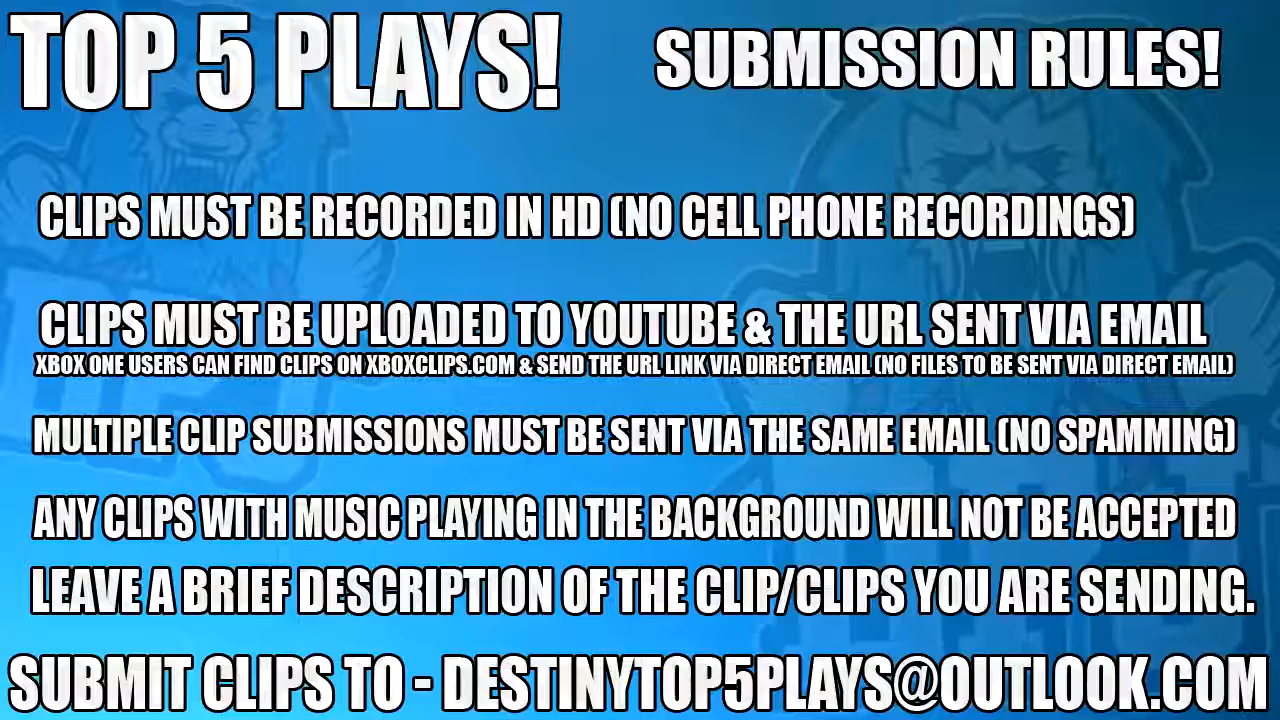 TOP 5 PLAYS!
SUBMISSION RULES!
CLIPS MUST BE RECORDED IN HD (NO CELL PHONE RECORDINGS)
CLIPS MUST BE UPLOADED TO YOUTUBE & THE URL SENT VIA EMAIL
XBOX ONE USERS CAN FIND CLIPS ON XBOXCLIPS.COM & SEND THE URL LINK VIA DIRECT EMAIL (NO FILES TO BE SENT VIA DIRECT EMAIL)
MULTIPLE CLIP SUBMISSIONS MUST BE SENT VIA THE SAME EMAIL (NO SPAMMING)
ANY CLIPS WITH MUSIC PLAYING IN THE BACKGROUND WILL NOT BE ACCEPTED
LEAVE A BRIEF DESCRIPTION OF THE CLIP/CLIPS YOU ARE SENDING.
SUBMIT CLIPS TO - DESTINYTOP5PLAYS@OUTLOOK.COM